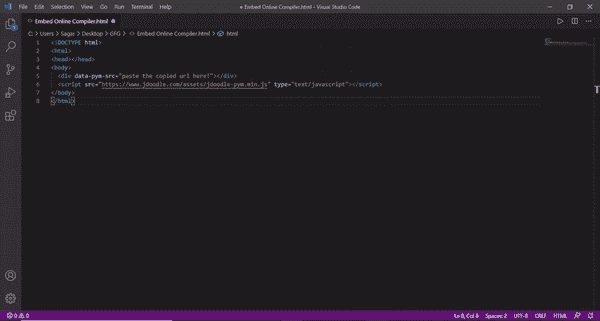 File Edit Selection View Go Run Terminal Help
● Embed Online Compiler.html - Visual Studio Code
<> Embed Online Compiler.html ●
C: > Users > Sagar > Desktop > GFG > <> Embed Online Compiler.html > html
1 <!DOCTYPE html>
2 <html>
3 <head></head>
4 <body>
5 <div data-pym-src="paste the copied url here!"></div>
6 <script src="https://www.jdoodle.com/assets/jdoodle-pym.min.js" type="text/javascript"></script>
7 </body>
8 </html>
T
0 0 Ln 8, Col 8 Spaces: 2 UTF-8 CRLF HTML